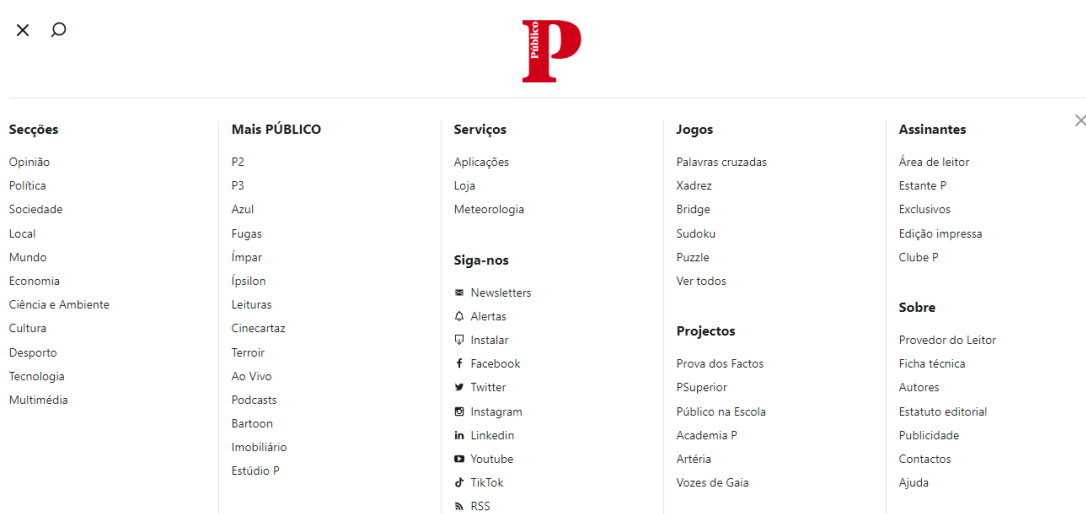 Público
P
Secções
Opinião
Política
Sociedade
Local
Mundo
Economia
Ciência e Ambiente
Cultura
Desporto
Tecnologia
Multimédia
Mais PÚBLICO
P2
P3
Azul
Fugas
Ímpar
Ípsilon
Leituras
Cinecartaz
Terroir
Ao Vivo
Podcasts
Bartoon
Imobiliário
Estúdio P
Serviços
Aplicações
Loja
Meteorologia
Siga-nos
Newsletters
Alertas
Instalar
Facebook
Twitter
Instagram
Linkedin
Youtube
TikTok
RSS
Jogos
Palavras cruzadas
Xadrez
Bridge
Sudoku
Puzzle
Ver todos
Projectos
Prova dos Factos
PSuperior
Público na Escola
Academia P
Artéria
Vozes de Gaia
Assinantes
Área de leitor
Estante P
Exclusivos
Edição impressa
Clube P
Sobre
Provedor do Leitor
Ficha técnica
Autores
Estatuto editorial
Publicidade
Contactos
Ajuda